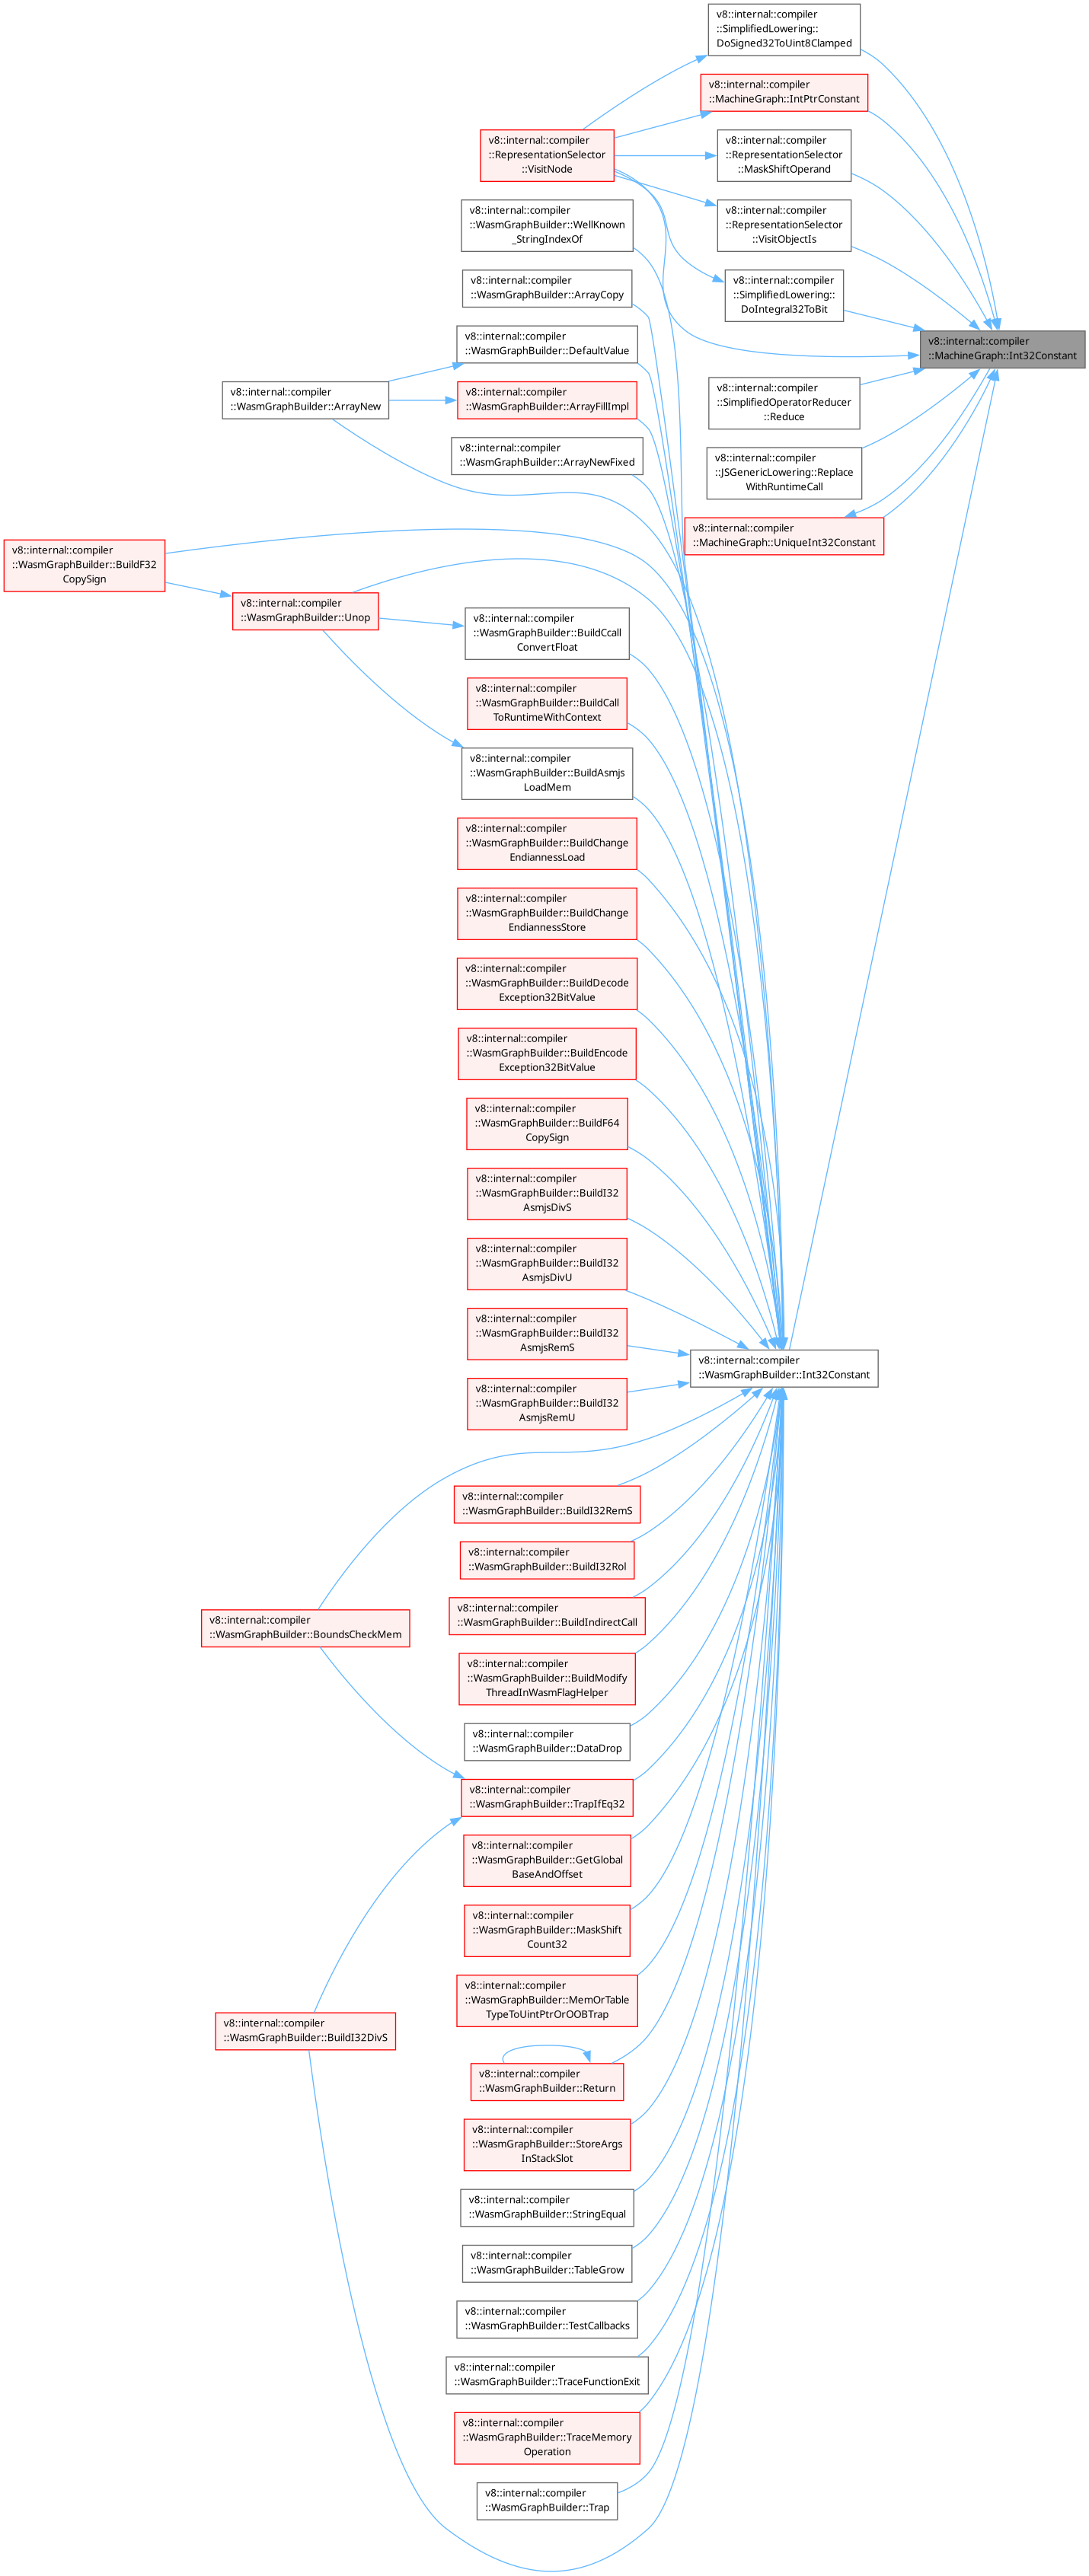 v8::internal::compiler
::SimplifiedLowering::
DoSigned32ToUint8Clamped
v8::internal::compiler
::MachineGraph::IntPtrConstant
v8::internal::compiler
::RepresentationSelector
::VisitNode
v8::internal::compiler
::RepresentationSelector
::MaskShiftOperand
v8::internal::compiler
::WasmGraphBuilder::WellKnown
_StringIndexOf
v8::internal::compiler
::RepresentationSelector
::VisitObjectIs
v8::internal::compiler
::WasmGraphBuilder::ArrayCopy
v8::internal::compiler
::SimplifiedLowering::
DoIntegral32ToBit
v8::internal::compiler
::WasmGraphBuilder::DefaultValue
v8::internal::compiler
::MachineGraph::Int32Constant
v8::internal::compiler
::WasmGraphBuilder::ArrayNew
v8::internal::compiler
::WasmGraphBuilder::ArrayFillImpl
v8::internal::compiler
::SimplifiedOperatorReducer
::Reduce
v8::internal::compiler
::WasmGraphBuilder::ArrayNewFixed
v8::internal::compiler
::JSGenericLowering::Replace
WithRuntimeCall
v8::internal::compiler
::MachineGraph::UniqueInt32Constant
v8::internal::compiler
::WasmGraphBuilder::BuildF32
CopySign
v8::internal::compiler
::WasmGraphBuilder::Unop
v8::internal::compiler
::WasmGraphBuilder::BuildCcall
ConvertFloat
v8::internal::compiler
::WasmGraphBuilder::BuildCall
ToRuntimeWithContext
v8::internal::compiler
::WasmGraphBuilder::BuildAsmjs
LoadMem
v8::internal::compiler
::WasmGraphBuilder::BuildChange
EndiannessLoad
v8::internal::compiler
::WasmGraphBuilder::BuildChange
EndiannessStore
v8::internal::compiler
::WasmGraphBuilder::BuildDecode
Exception32BitValue
v8::internal::compiler
::WasmGraphBuilder::BuildEncode
Exception32BitValue
v8::internal::compiler
::WasmGraphBuilder::BuildF64
CopySign
v8::internal::compiler
::WasmGraphBuilder::BuildI32
AsmjsDivS
v8::internal::compiler
::WasmGraphBuilder::BuildI32
AsmjsDivU
v8::internal::compiler
::WasmGraphBuilder::BuildI32
AsmjsRemS
v8::internal::compiler
::WasmGraphBuilder::Int32Constant
v8::internal::compiler
::WasmGraphBuilder::BuildI32
AsmjsRemU
v8::internal::compiler
::WasmGraphBuilder::BuildI32RemS
v8::internal::compiler
::WasmGraphBuilder::BuildI32Rol
v8::internal::compiler
::WasmGraphBuilder::BuildIndirectCall
v8::internal::compiler
::WasmGraphBuilder::BoundsCheckMem
v8::internal::compiler
::WasmGraphBuilder::BuildModify
ThreadInWasmFlagHelper
v8::internal::compiler
::WasmGraphBuilder::DataDrop
v8::internal::compiler
::WasmGraphBuilder::TrapIfEq32
v8::internal::compiler
::WasmGraphBuilder::GetGlobal
BaseAndOffset
v8::internal::compiler
::WasmGraphBuilder::MaskShift
Count32
v8::internal::compiler
::WasmGraphBuilder::MemOrTable
TypeToUintPtrOrOOBTrap
v8::internal::compiler
::WasmGraphBuilder::BuildI32DivS
v8::internal::compiler
::WasmGraphBuilder::Return
v8::internal::compiler
::WasmGraphBuilder::StoreArgs
InStackSlot
v8::internal::compiler
::WasmGraphBuilder::StringEqual
v8::internal::compiler
::WasmGraphBuilder::TableGrow
v8::internal::compiler
::WasmGraphBuilder::TestCallbacks
v8::internal::compiler
::WasmGraphBuilder::TraceFunctionExit
v8::internal::compiler
::WasmGraphBuilder::TraceMemory
Operation
v8::internal::compiler
::WasmGraphBuilder::Trap